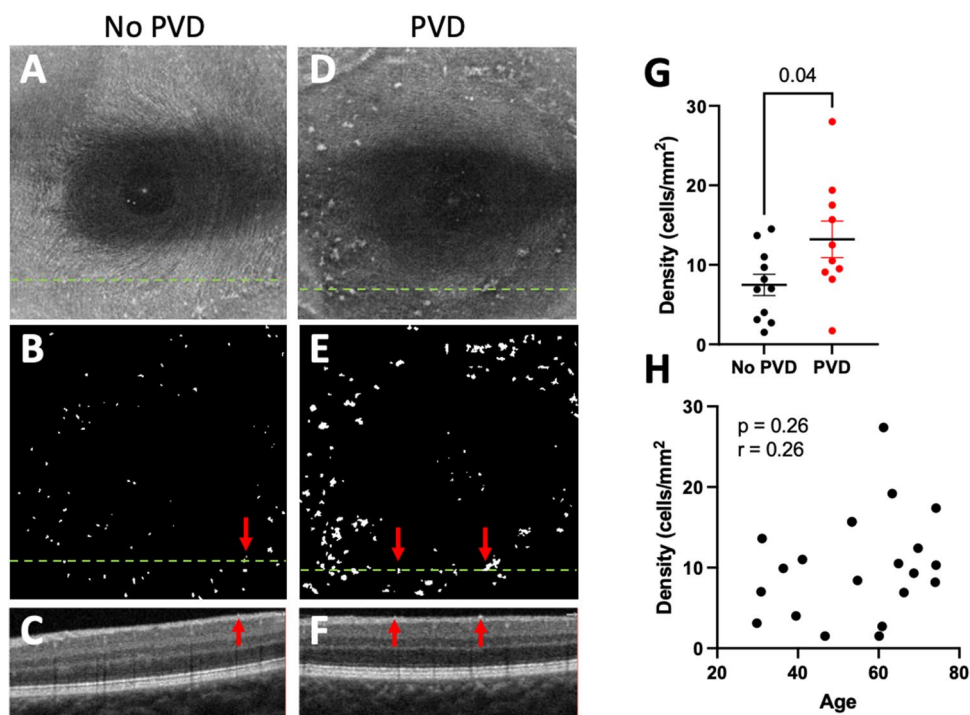 No PVD
PVD
A
D
B
E
C
F
G
0.04
Density (cells/mm²)
30
20
10
0
No PVD
PVD
H
Density (cells/mm²
30
20
10
0
p = 0.26
r = 0.26
20
40
60
80
Age